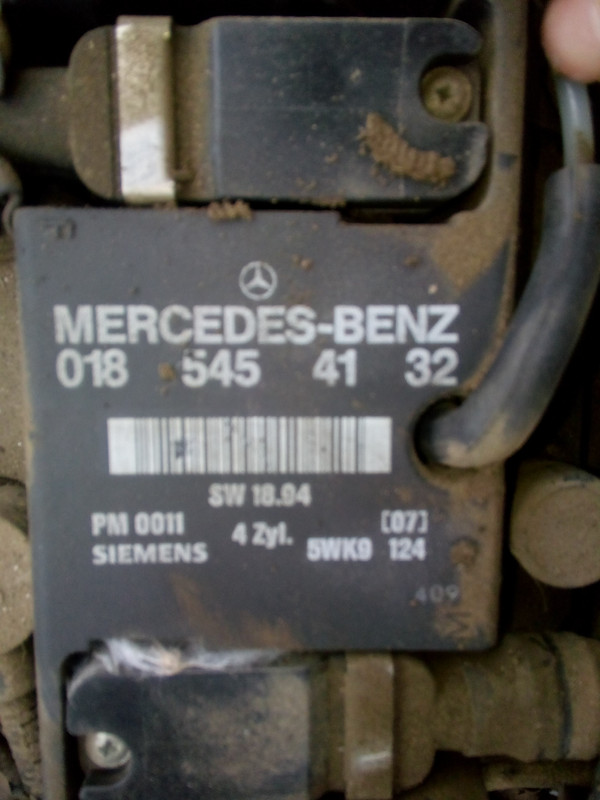 MERCEDES-BENZ
018 545 41 32
SW 18.94
PM 0011 4 Zyl. [07]
SIEMENS 5WK9 124
409
M